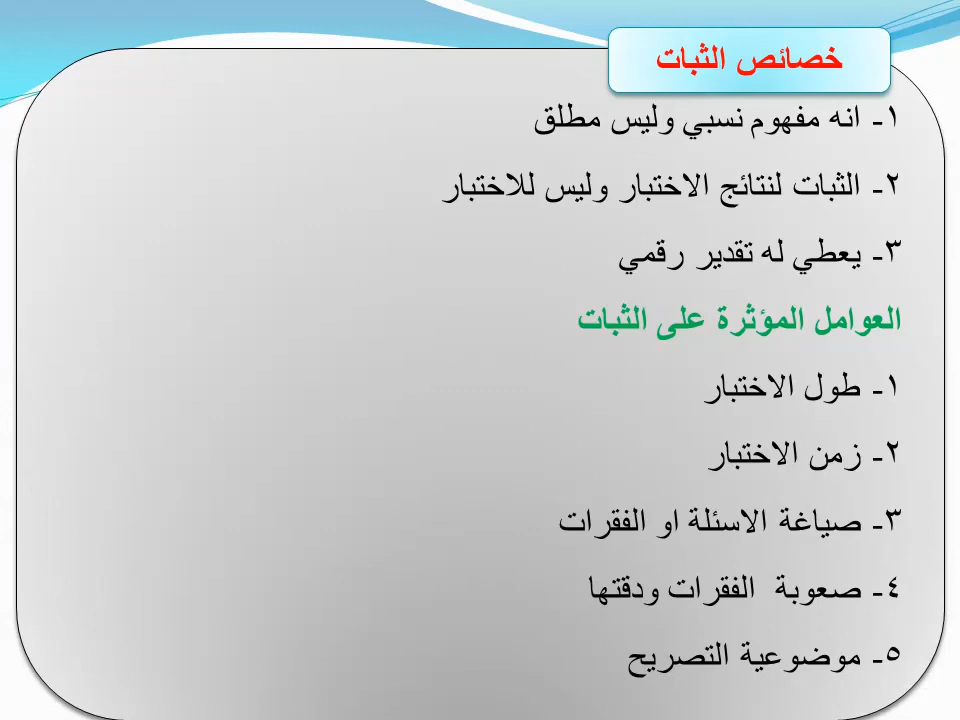 خصائص الثبات
١- انه مفهوم نسبي وليس مطلق
٢- الثبات لنتائج الاختبار وليس للاختبار
٣- يعطي له تقدير رقمي
العوامل المؤثرة على الثبات
١- طول الاختبار
٢- زمن الاختبار
٣- صياغة الاسئلة او الفقرات
٤- صعوبة الفقرات ودقتها
٥- موضوعية التصريح